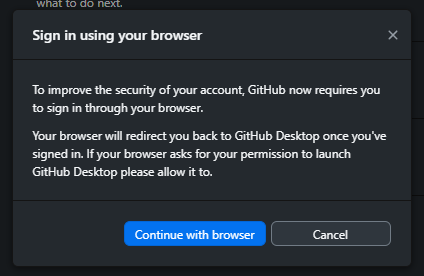 what to do next.
Sign in using your browser
To improve the security of your account, GitHub now requires you
to sign in through your browser.
Your browser will redirect you back to GitHub Desktop once you've
signed in. If your browser asks for your permission to launch
GitHub Desktop please allow it to.
Continue with browser
Cancel